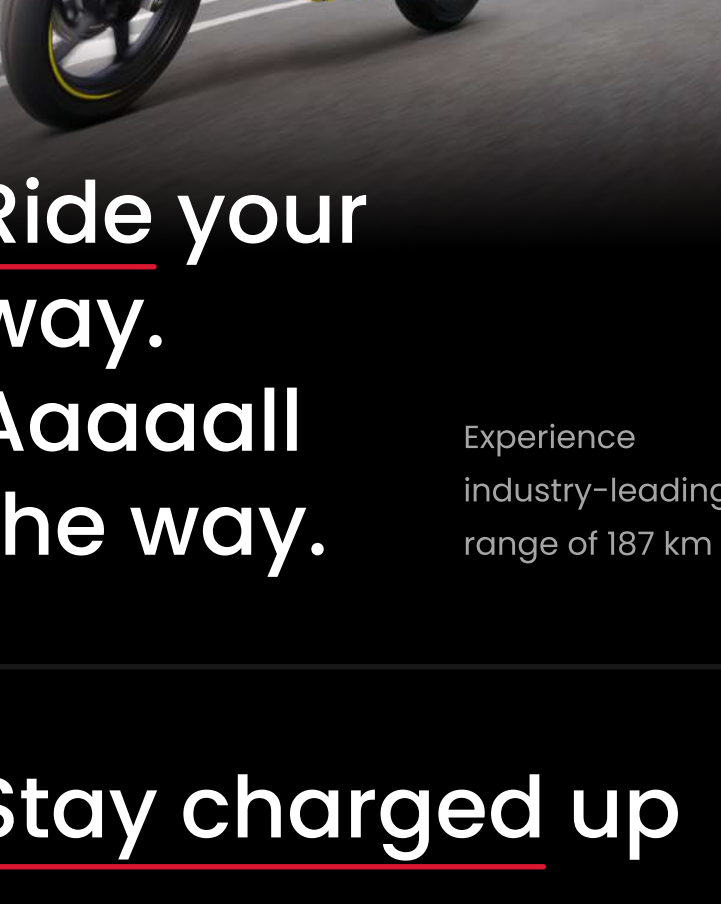 Ride your
way.
Aaaaall
the way.
Experience
industry-leading
range of 187 km
Stay charged up